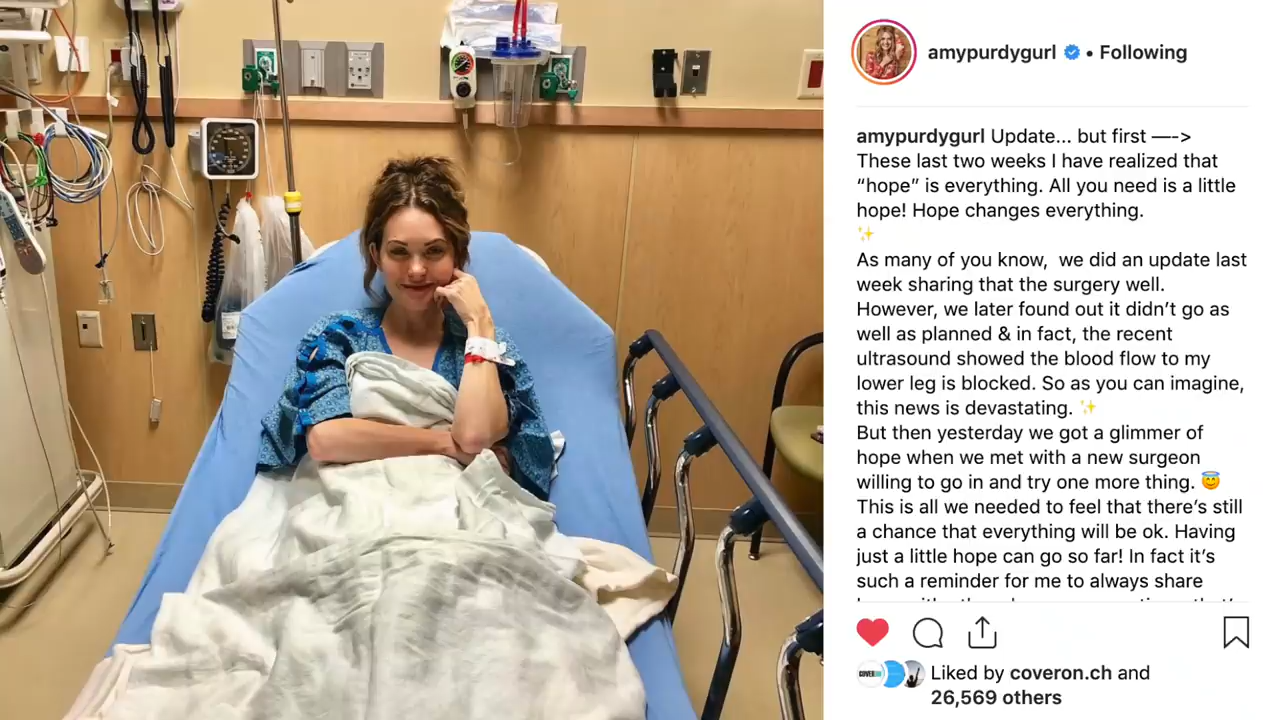 amypurdygurl • Following
amypurdygurl Update... but first —-->
These last two weeks I have realized that
“hope” is everything. All you need is a little
hope! Hope changes everything.
✨
As many of you know,  we did an update last
week sharing that the surgery well.
However, we later found out it didn’t go as
well as planned & in fact, the recent
ultrasound showed the blood flow to my
lower leg is blocked. So as you can imagine,
this news is devastating. ✨
But then yesterday we got a glimmer of
hope when we met with a new surgeon
willing to go in and try one more thing. 😇
This is all we needed to feel that there’s still
a chance that everything will be ok. Having
just a little hope can go so far! In fact it’s
such a reminder for me to always share
Liked by coveron.ch and
26,569 others